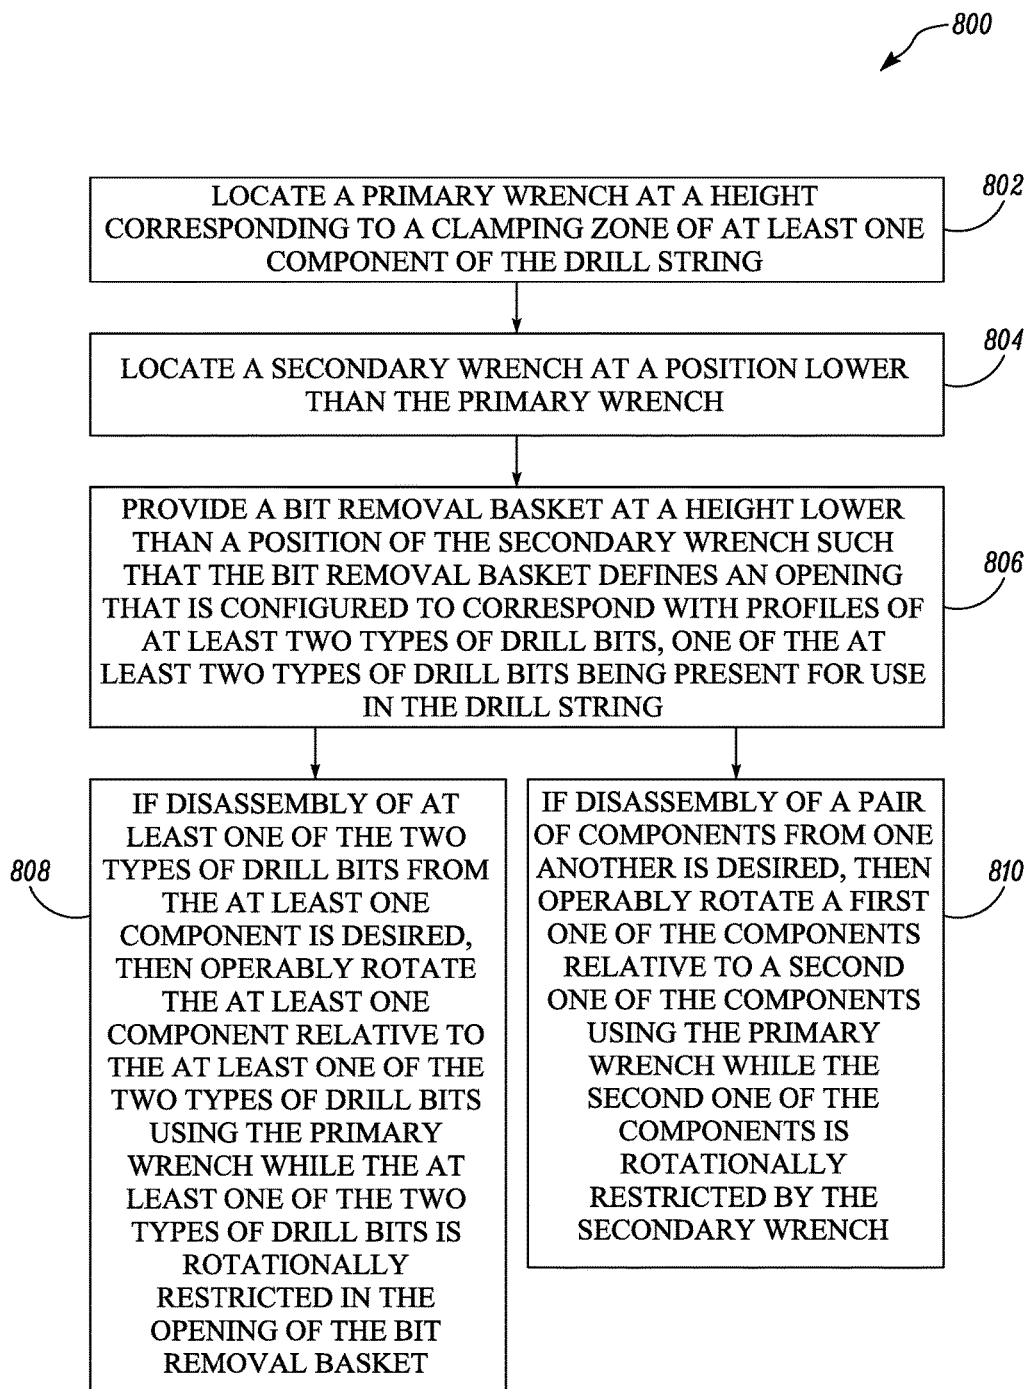 800
LOCATE A PRIMARY WRENCH AT A HEIGHT
CORRESPONDING TO A CLAMPING ZONE OF AT LEAST ONE
COMPONENT OF THE DRILL STRING
802
LOCATE A SECONDARY WRENCH AT A POSITION LOWER
THAN THE PRIMARY WRENCH
804
PROVIDE A BIT REMOVAL BASKET AT A HEIGHT LOWER
THAN A POSITION OF THE SECONDARY WRENCH SUCH
THAT THE BIT REMOVAL BASKET DEFINES AN OPENING
THAT IS CONFIGURED TO CORRESPOND WITH PROFILES OF
AT LEAST TWO TYPES OF DRILL BITS, ONE OF THE AT
LEAST TWO TYPES OF DRILL BITS BEING PRESENT FOR USE
IN THE DRILL STRING
806
IF DISASSEMBLY OF AT
LEAST ONE OF THE TWO
TYPES OF DRILL BITS FROM
THE AT LEAST ONE
COMPONENT IS DESIRED,
THEN OPERABLY ROTATE
THE AT LEAST ONE
COMPONENT RELATIVE TO
THE AT LEAST ONE OF THE
TWO TYPES OF DRILL BITS
USING THE PRIMARY
WRENCH WHILE THE AT
LEAST ONE OF THE TWO
TYPES OF DRILL BITS IS
ROTATIONALLY
RESTRICTED IN THE
OPENING OF THE BIT
REMOVAL BASKET
808
IF DISASSEMBLY OF A PAIR
OF COMPONENTS FROM ONE
ANOTHER IS DESIRED, THEN
OPERABLY ROTATE A FIRST
ONE OF THE COMPONENTS
RELATIVE TO A SECOND
ONE OF THE COMPONENTS
USING THE PRIMARY
WRENCH WHILE THE
SECOND ONE OF THE
COMPONENTS IS
ROTATIONALLY
RESTRICTED BY THE
SECONDARY WRENCH
810